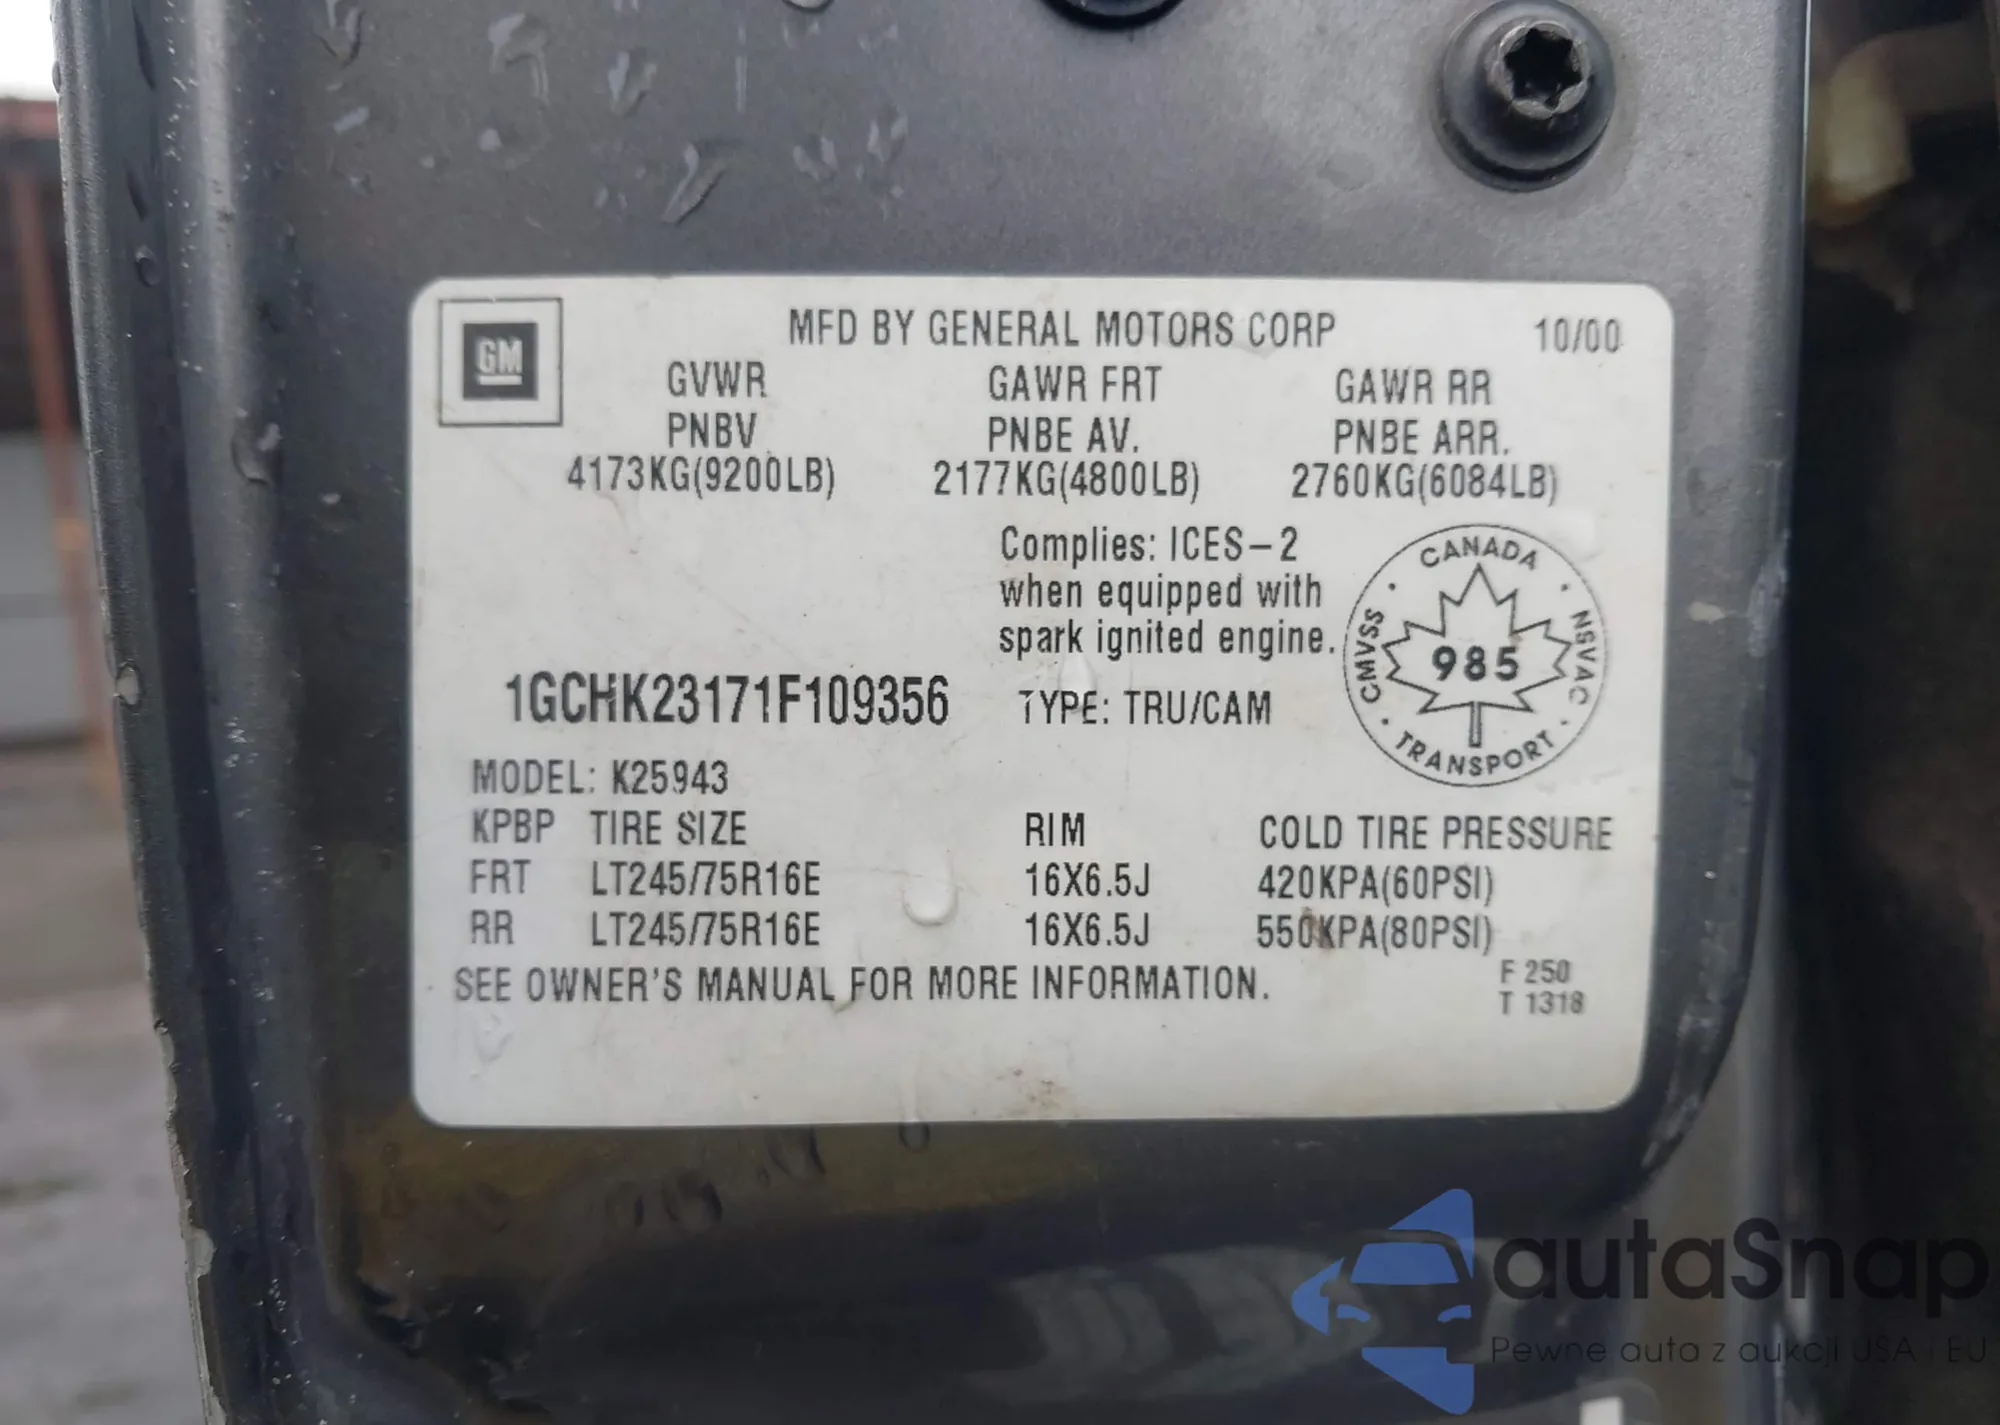 GM
MFD BY GENERAL MOTORS CORP 10/00
GVWR GAWR FRT GAWR RR
PNBV PNBE AV. PNBE ARR.
4173KG(9200LB) 2177KG(4800LB) 2760KG(6084LB)
Complies: ICES-2
when equipped with
spark ignited engine.
CANADA
CMVSS 985 NSVAC
TRANSPORT
1GCHK23171F109356 TYPE: TRU/CAM
MODEL: K25943
KPBP TIRE SIZE RIM COLD TIRE PRESSURE
FRT LT245/75R16E 16X6.5J 420KPA(60PSI)
RR LT245/75R16E 16X6.5J 550KPA(80PSI)
SEE OWNER'S MANUAL FOR MORE INFORMATION.
F 250
T 1318
autaSnap
Pewne auta z aukcji USA i EU